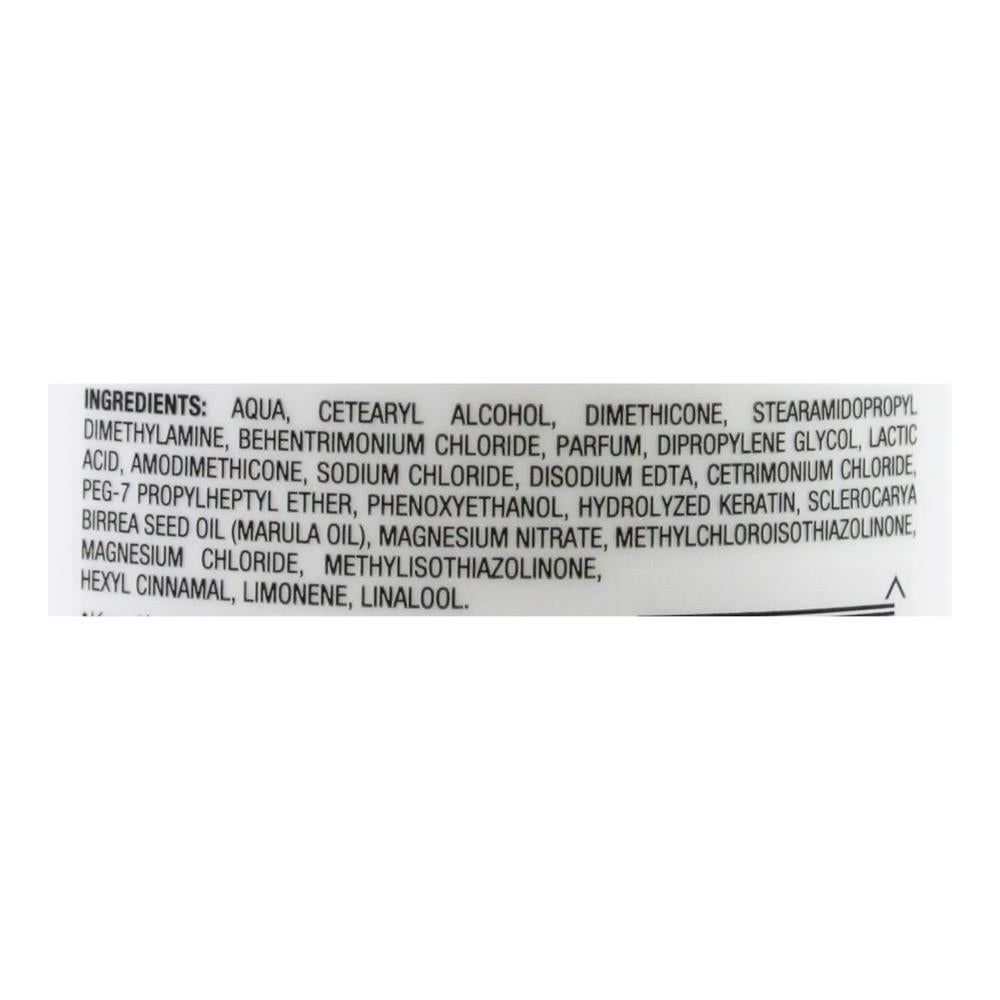 INGREDIENTS: AQUA, CETEARYL ALCOHOL, DIMETHICONE, STEARAMIDOPROPYL
DIMETHYLAMINE, BEHENTRIMONIUM CHLORIDE, PARFUM, DIPROPYLENE GLYCOL, LACTIC
ACID, AMODIMETHICONE, SODIUM CHLORIDE, DISODIUM EDTA, CETRIMONIUM CHLORIDE,
PEG-7 PROPYLHEPTYL ETHER, PHENOXYETHANOL, HYDROLYZED KERATIN, SCLEROCARYA
BIRREA SEED OIL (MARULA OIL), MAGNESIUM NITRATE, METHYLCHLOROISOTHIAZOLINONE,
MAGNESIUM CHLORIDE, METHYLISOTHIAZOLINONE,
HEXYL CINNAMAL, LIMONENE, LINALOOL.